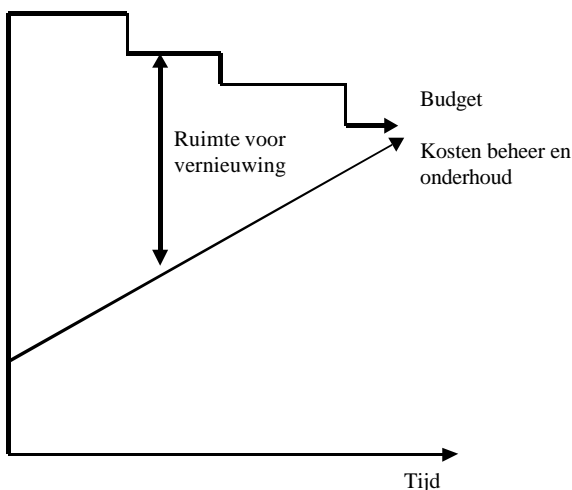 Budget
Ruimte voor
vernieuwing
Kosten beheer en
onderhoud
Tijd